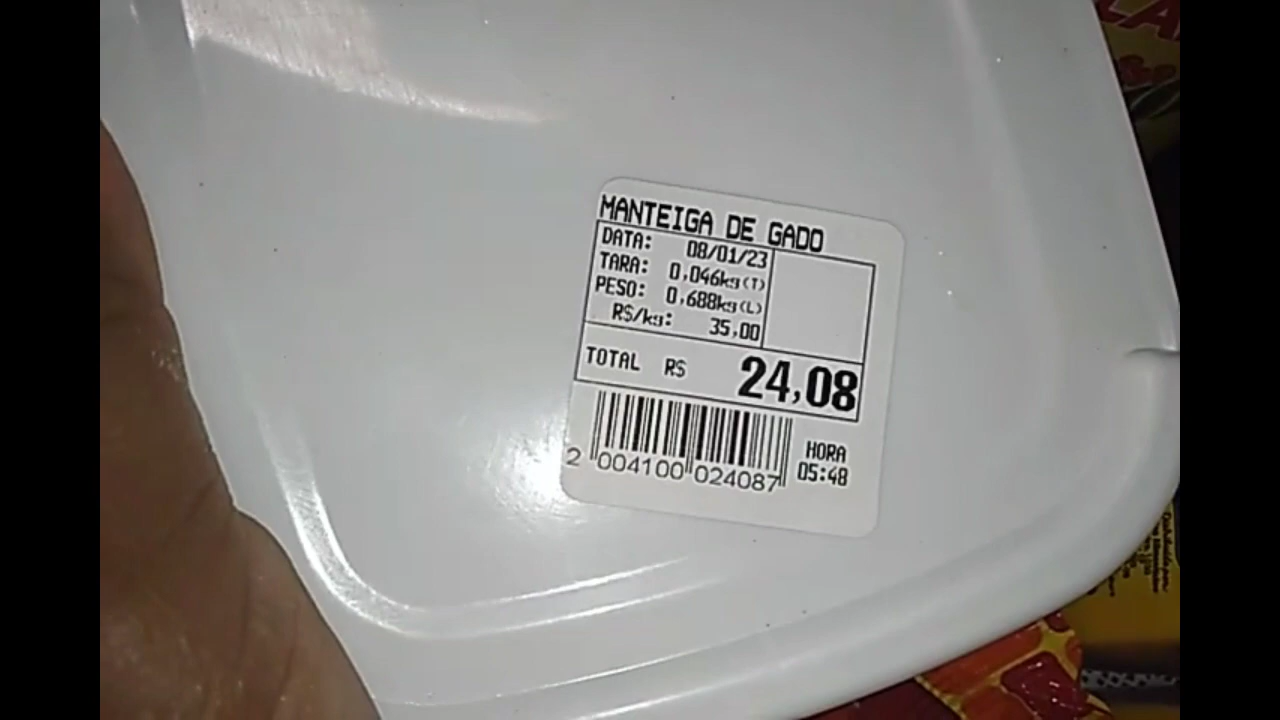 MANTEIGA DE GADO
DATA: 08/01/23
TARA: 0,046kg(T)
PESO: 0,688kg(L)
R$/kg: 35,00
TOTAL R$ 24,08
HORA
05:48
2 004100 024087